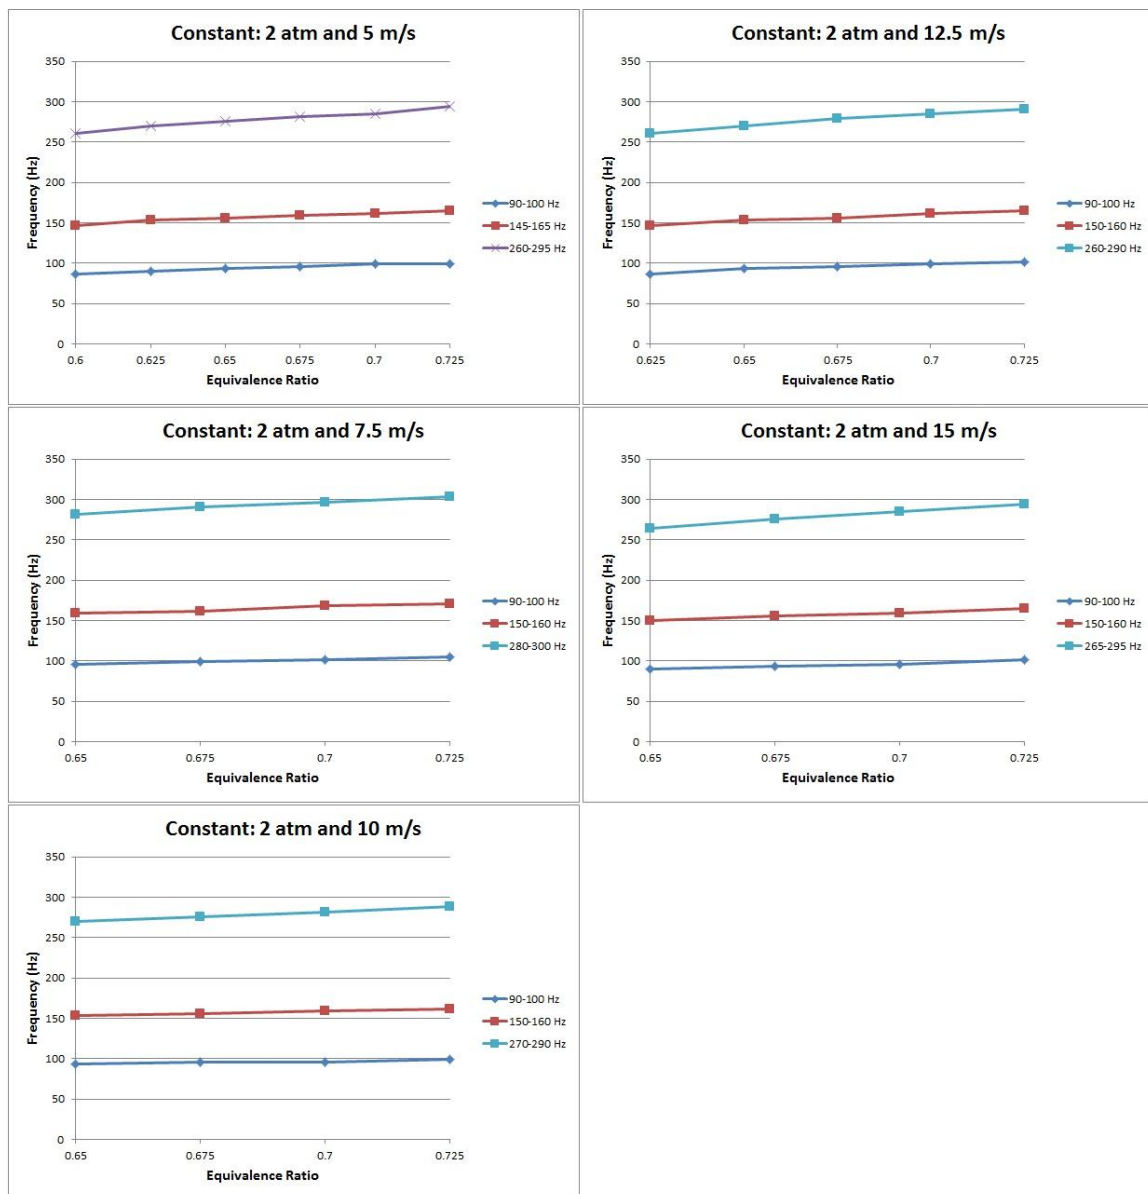 Constant: 2 atm and 5 m/s
350
300
250
200
150
100
50
0
Frequency (Hz)
0.6 0.625 0.65 0.675 0.7 0.725
Equivalence Ratio
90-100 Hz
145-165 Hz
260-295 Hz
Constant: 2 atm and 12.5 m/s
350
300
250
200
150
100
50
0
Frequency (Hz)
0.625 0.65 0.675 0.7 0.725
Equivalence Ratio
90-100 Hz
150-160 Hz
260-290 Hz
Constant: 2 atm and 7.5 m/s
350
300
250
200
150
100
50
0
Frequency (Hz)
0.65 0.675 0.7 0.725
Equivalence Ratio
90-100 Hz
150-160 Hz
280-300 Hz
Constant: 2 atm and 15 m/s
350
300
250
200
150
100
50
0
Frequency (Hz)
0.65 0.675 0.7 0.725
Equivalence Ratio
90-100 Hz
150-160 Hz
265-295 Hz
Constant: 2 atm and 10 m/s
350
300
250
200
150
100
50
0
Frequency (Hz)
0.65 0.675 0.7 0.725
Equivalence Ratio
90-100 Hz
150-160 Hz
270-290 Hz